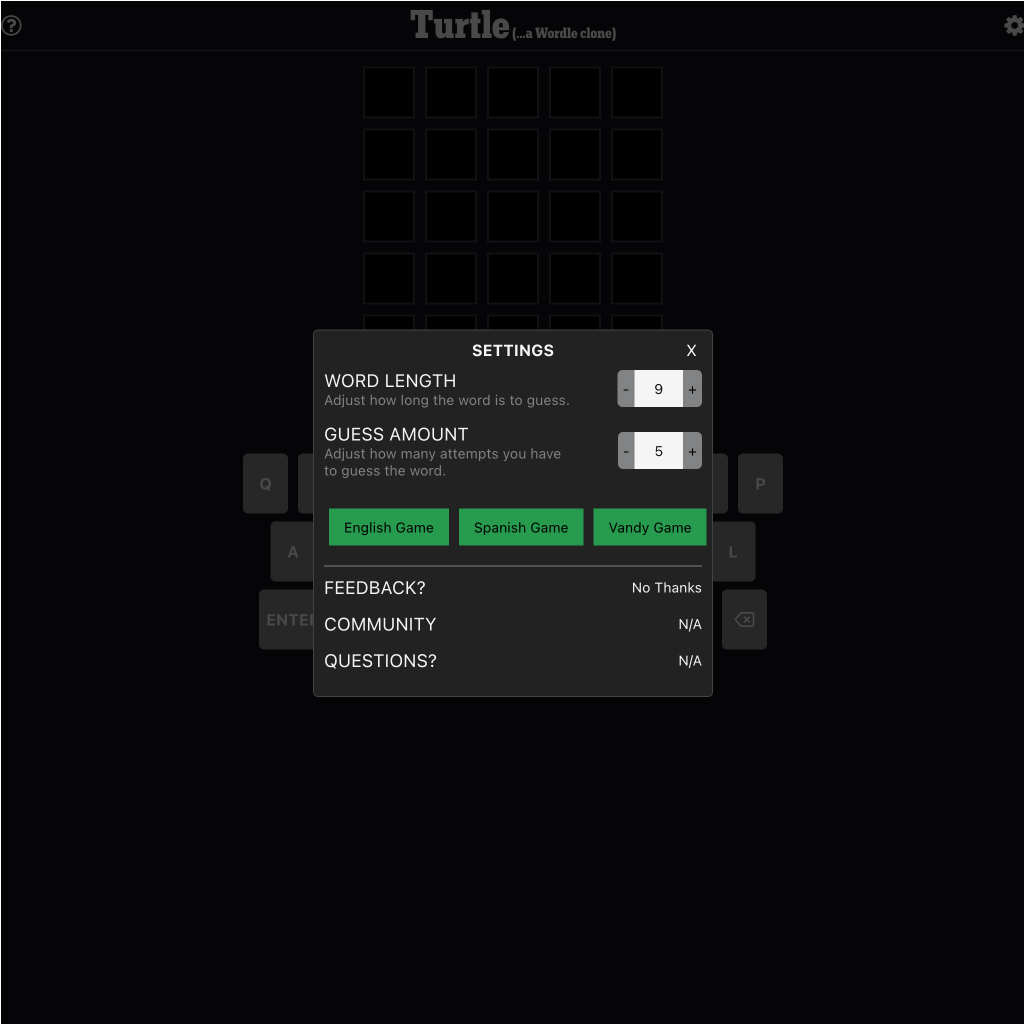 ?
Turtle (...a Wordle clone)
SETTINGS
X
WORD LENGTH
Adjust how long the word is to guess.
- 9 +
GUESS AMOUNT
Adjust how many attempts you have
to guess the word.
- 5 +
Q
P
A
L
English Game
Spanish Game
Vandy Game
FEEDBACK?
No Thanks
ENTE
COMMUNITY
N/A
QUESTIONS?
N/A